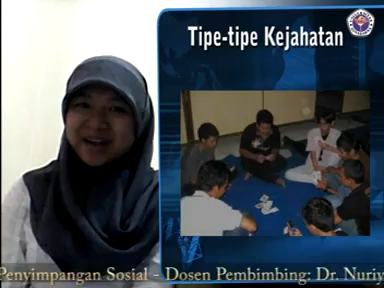 Tipe-tipe Kejahatan
Penyimpangan Sosial - Dosen Pembimbing: Dr. Nuriy